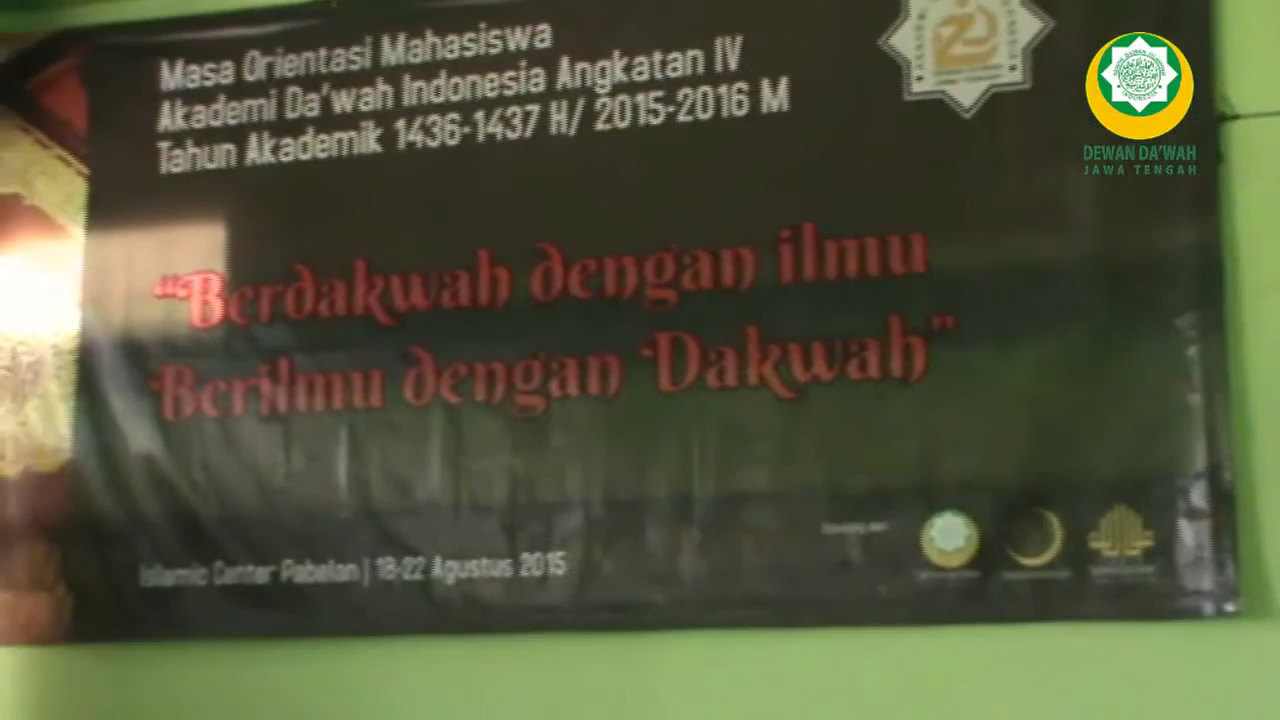 Masa Orientasi Mahasiswa
Akademi Da'wah Indonesia Angkatan IV
Tahun Akademik 1436-1437 H/ 2015-2016 M
"Berdakwah dengan ilmu
Berilmu dengan Dakwah"
Islamic Center Pabelan | 18-22 Agustus 2015
DEWAN DA'WAH
JAWA TENGAH